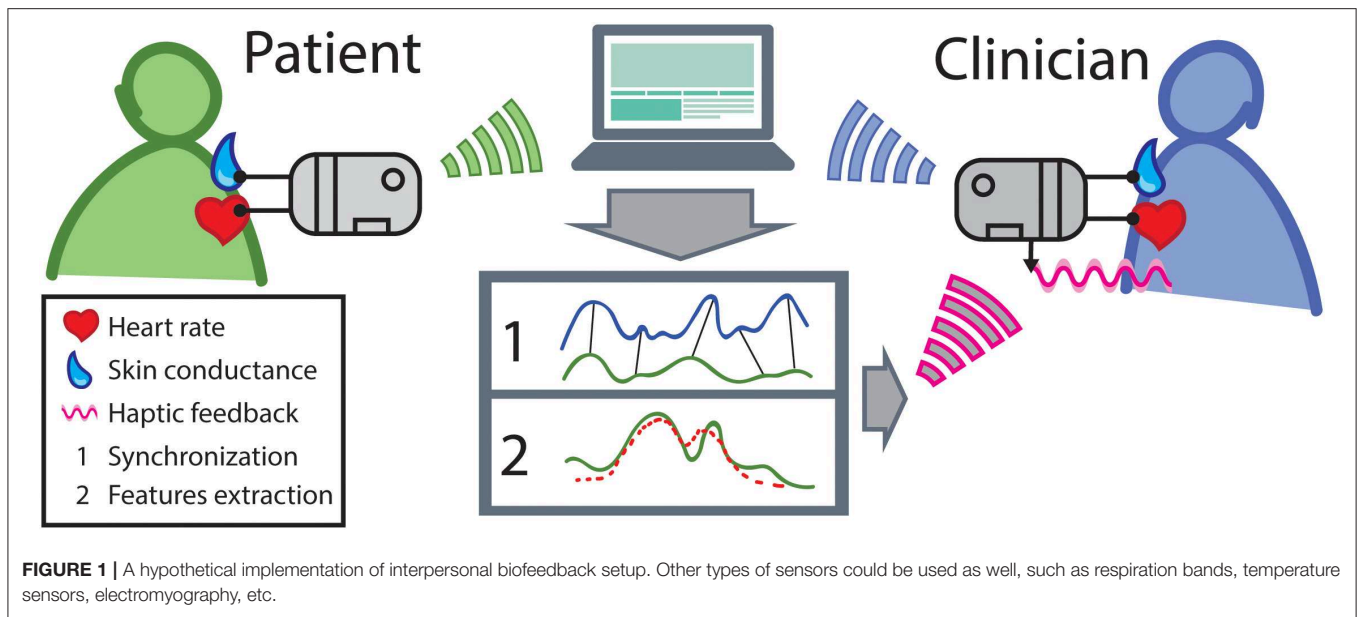 Patient
Clinician
Heart rate
Skin conductance
Haptic feedback
1 Synchronization
2 Features extraction
1
2
FIGURE 1 | A hypothetical implementation of interpersonal biofeedback setup. Other types of sensors could be used as well, such as respiration bands, temperature
sensors, electromyography, etc.